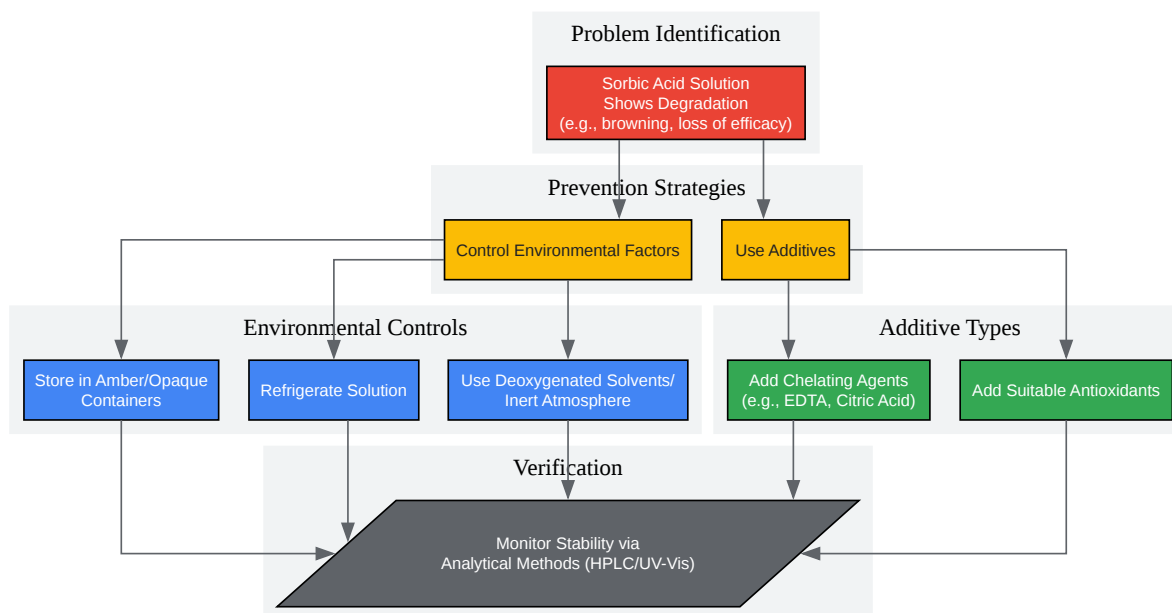 Problem Identification
Sorbic Acid Solution
Shows Degradation
(e.g., browning, loss of efficacy)
Prevention Strategies
Control Environmental Factors
Use Additives
Environmental Controls
Additive Types
Store in Amber/Opaque
Containers
Refrigerate Solution
Use Deoxygenated Solvents/
Inert Atmosphere
Add Chelating Agents
(e.g., EDTA, Citric Acid)
Add Suitable Antioxidants
Verification
Monitor Stability via
Analytical Methods (HPLC/UV-Vis)